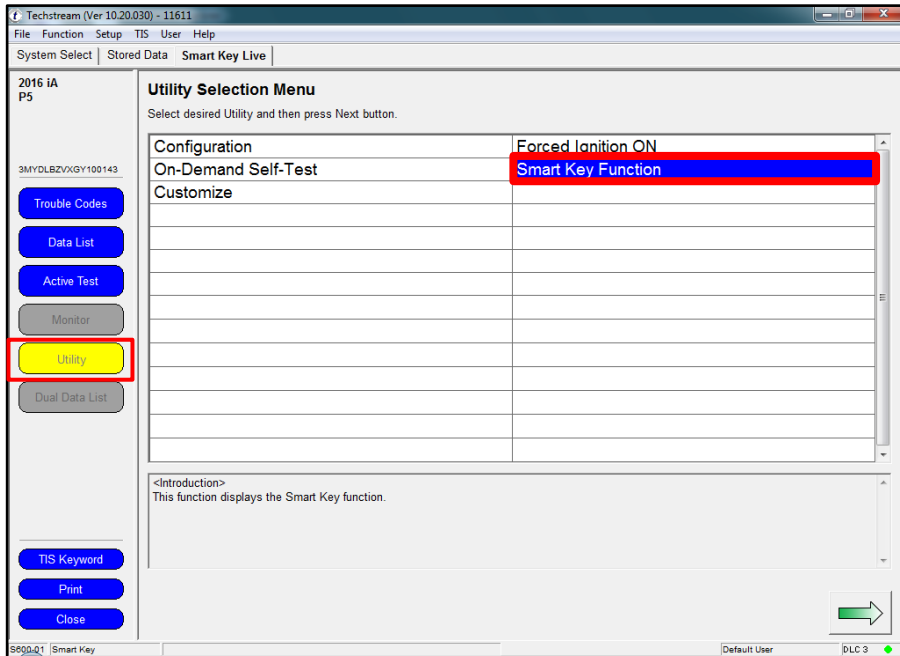 Techstream (Ver 10.20.030) - 11611
File Function Setup TIS User Help
System Select Stored Data Smart Key Live
2016 iA
P5
3MYDLBZVXGY100143
Trouble Codes
Data List
Active Test
Monitor
Utility
Dual Data List
TIS Keyword
Print
Close
Utility Selection Menu
Select desired Utility and then press Next button.
Configuration Forced Ignition ON
On-Demand Self-Test Smart Key Function
Customize
<Introduction>
This function displays the Smart Key function.
S600-01 Smart Key Default User DLC 3